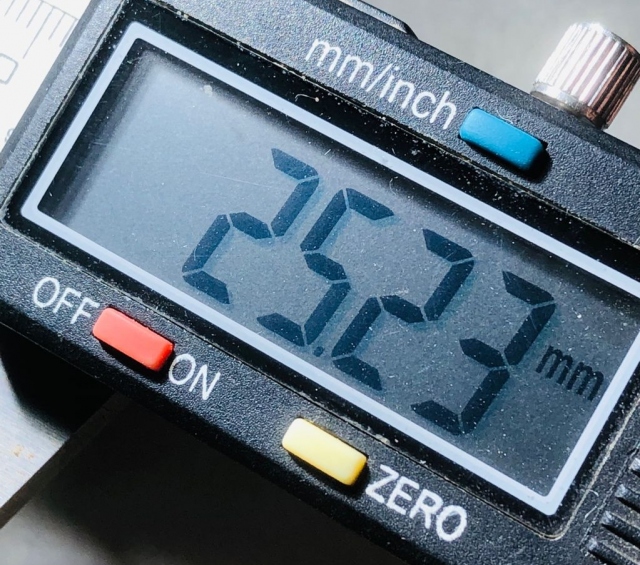 mm/inch
25.23 mm
OFF ON
ZERO